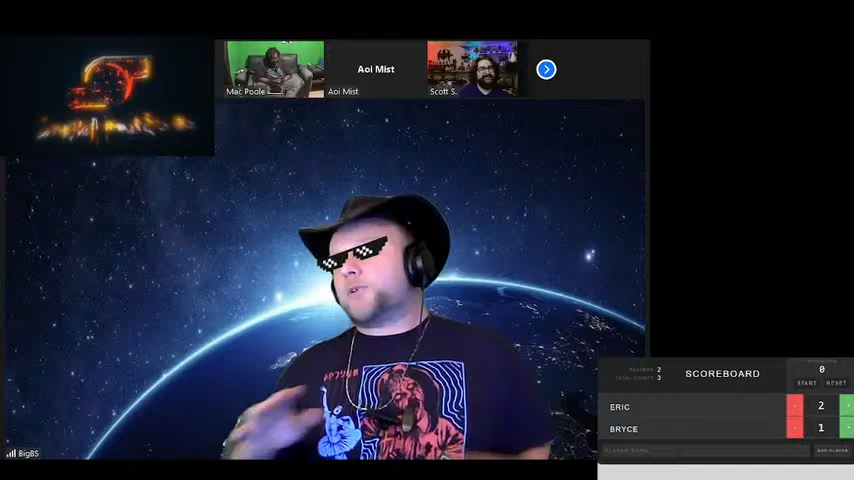 Aoi Mist
Mac Poole
Aoi Mist
Scott S.
PLAYERS 2
TOTAL POINTS 3
SCOREBOARD
0
START RESET
ERIC - 2
BRYCE - 1
BigBS